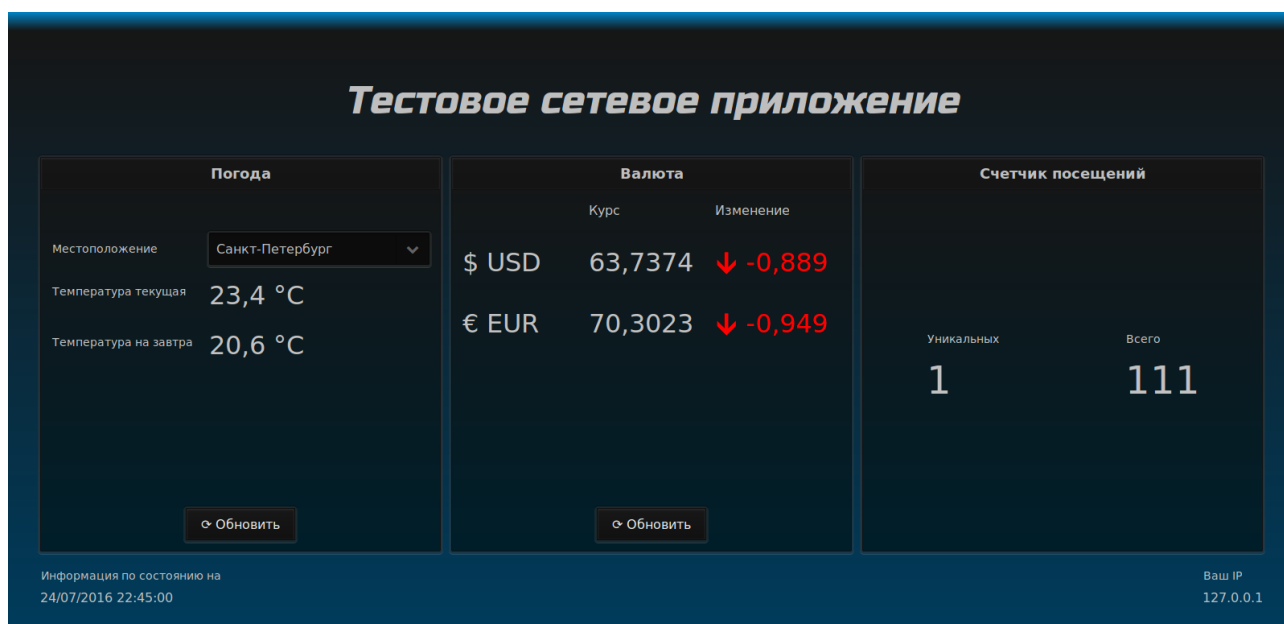 Тестовое сетевое приложение
Погода
Местоположение Санкт-Петербург
Температура текущая 23,4 °C
Температура на завтра 20,6 °C
⟳ Обновить
Валюта
Курс Изменение
$ USD 63,7374 ↓ -0,889
€ EUR 70,3023 ↓ -0,949
⟳ Обновить
Счетчик посещений
Уникальных Всего
1 111
Информация по состоянию на
24/07/2016 22:45:00
Ваш IP
127.0.0.1